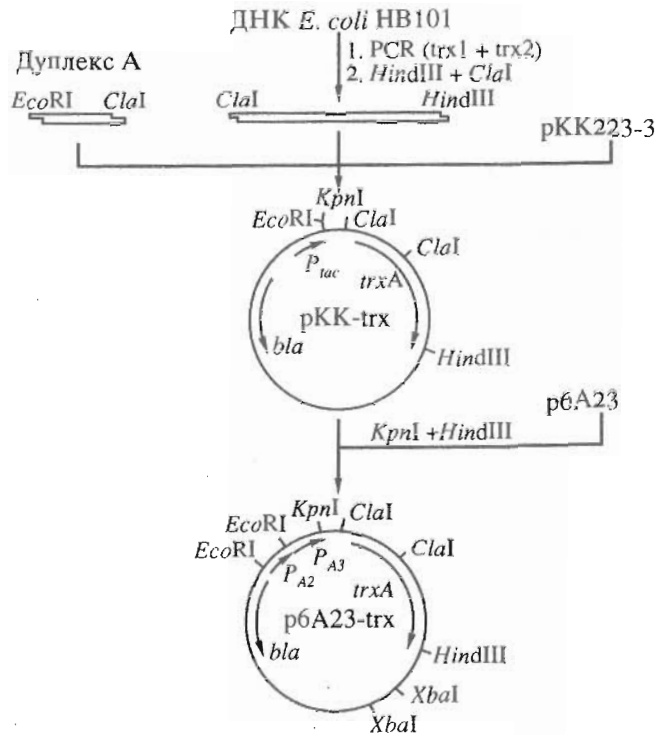 ДНК E. coli HB101
1. PCR (trx1 + trx2)
2. HindIII + ClaI
Дуплекс А
EcoRI ClaI
ClaI HindIII
pKK223-3
KpnI
EcoRI ClaI
ClaI
Ptac
trxA
pKK-trx
bla
HindIII
p6A23
KpnI +HindIII
KpnI ClaI
EcoRI
EcoRI
ClaI
PA2 PA3
trxA
p6A23-trx
bla
HindIII
XbaI
XbaI